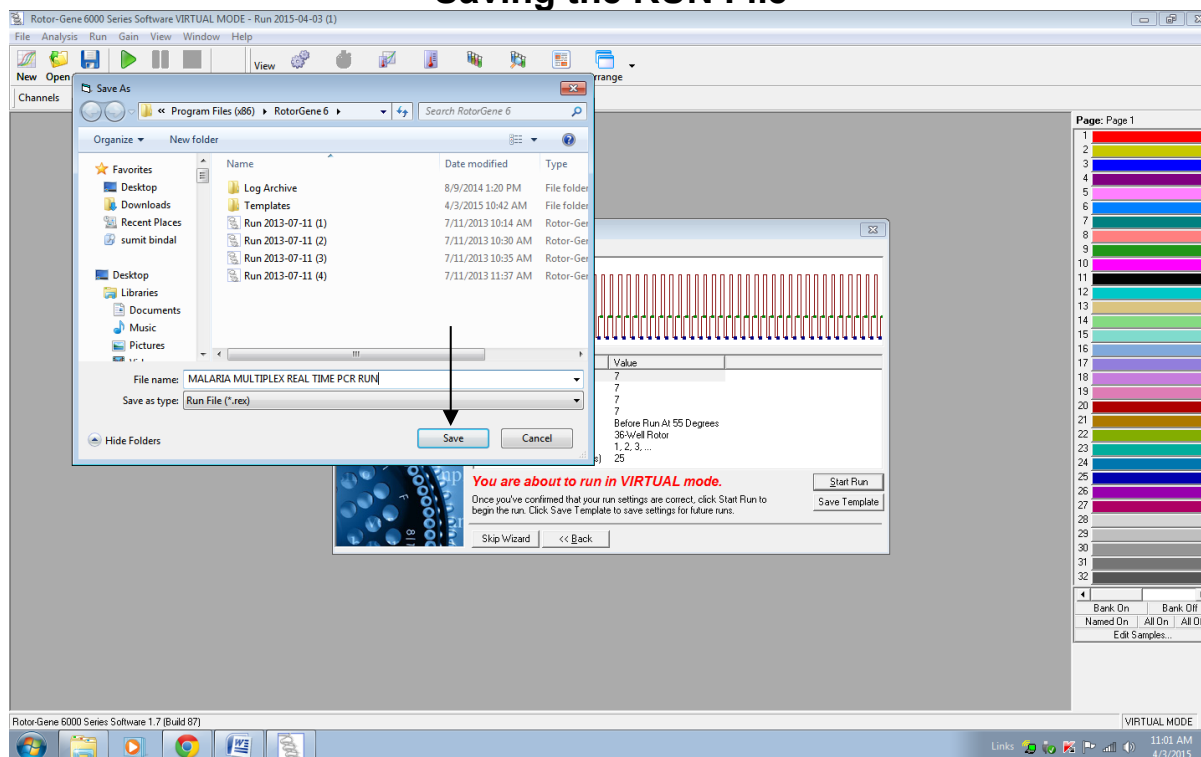 Saving the RUN File
Rotor-Gene 6000 Series Software VIRTUAL MODE - Run 2015-04-03 (1)
File Analysis Run Gain View Window Help
New Open View
Channels
Save As
« Program Files (x86) RotorGene 6
Search RotorGene 6
Organize New folder
Name Date modified Type
Favorites
Desktop
Downloads
Recent Places
sumit bindal
Desktop
Libraries
Documents
Music
Pictures
Log Archive 8/9/2014 1:20 PM File folder
Templates 4/3/2015 10:42 AM File folder
Run 2013-07-11 (1) 7/11/2013 10:14 AM Rotor-Ger
Run 2013-07-11 (2) 7/11/2013 10:30 AM Rotor-Ger
Run 2013-07-11 (3) 7/11/2013 10:35 AM Rotor-Ger
Run 2013-07-11 (4) 7/11/2013 11:37 AM Rotor-Ger
File name: MALARIA MULTIPLEX REAL TIME PCR RUN
Save as type: Run File (*.rex)
Hide Folders
Save Cancel
Value
7
7
7
7
Before Run At 55 Degrees
36-Well Rotor
1, 2, 3, ...
25
You are about to run in VIRTUAL mode.
Once you've confirmed that your run settings are correct, click Start Run to
begin the run. Click Save Template to save settings for future runs.
Start Run
Save Template
Skip Wizard << Back
Page: Page 1
1
2
3
4
5
6
7
8
9
10
11
12
13
14
15
16
17
18
19
20
21
22
23
24
25
26
27
28
29
30
31
32
Bank On Bank Off
Named On All On
Edit Samples...
Rotor-Gene 6000 Series Software 1.7 (Build 87)
VIRTUAL MODE
Links
11:01 AM
4/3/2015